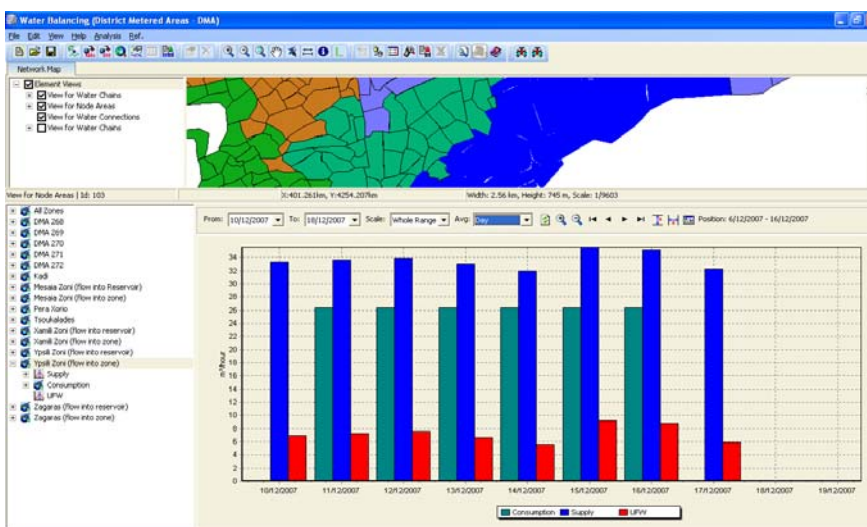 Water Balancing (District Metered Areas - DMA)
File Edit View Help Analysis Ref.
Network Map
Element Views
View for Water Chains
View for Node Areas
View for Water Connections
View for Water Chains
View for Node Areas | Id: 103 X:401.261km, Y:4254.207km Width: 2.56 km, Height: 745 m, Scale: 1/9603
All Zones
DMA 268
DMA 269
DMA 270
DMA 271
DMA 272
Kadi
Mesaia Zoni (flow into Reservoir)
Mesaia Zoni (flow into zone)
Pera Xorio
Tsoukalades
Xamili Zoni (flow into reservoir)
Xamili Zoni (flow into zone)
Ypsili Zoni (flow into reservoir)
Ypsili Zoni (flow into zone)
Supply
Consumption
UFW
Zagaras (flow into reservoir)
Zagaras (flow into zone)
From: 10/12/2007 To: 18/12/2007 Scale: Whole Range Avg: Day Position: 6/12/2007 - 16/12/2007
34
32
30
28
26
24
22
20
18
16
14
12
10
8
6
4
2
0
m³/hour
10/12/2007 11/12/2007 12/12/2007 13/12/2007 14/12/2007 15/12/2007 16/12/2007 17/12/2007 18/12/2007 19/12/2007
Consumption Supply UFW